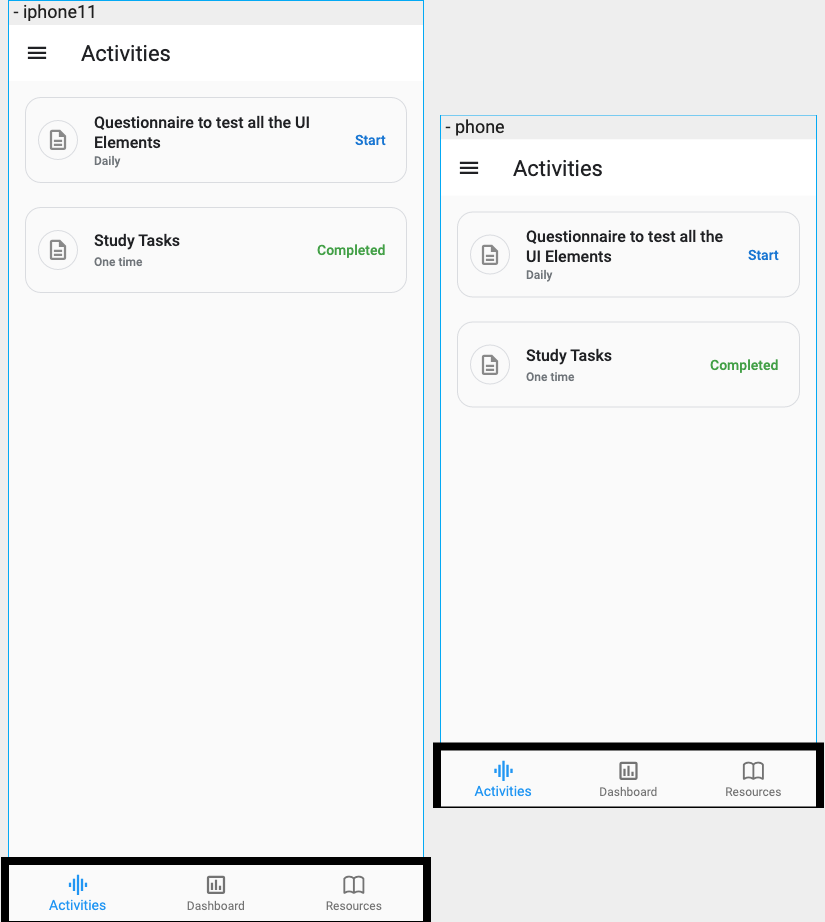 - iphone11
Activities
Questionnaire to test all the UI
Elements
Daily
Start
Study Tasks
One time
Completed
Activities
Dashboard
Resources
- phone
Activities
Questionnaire to test all the
UI Elements
Daily
Start
Study Tasks
One time
Completed
Activities
Dashboard
Resources